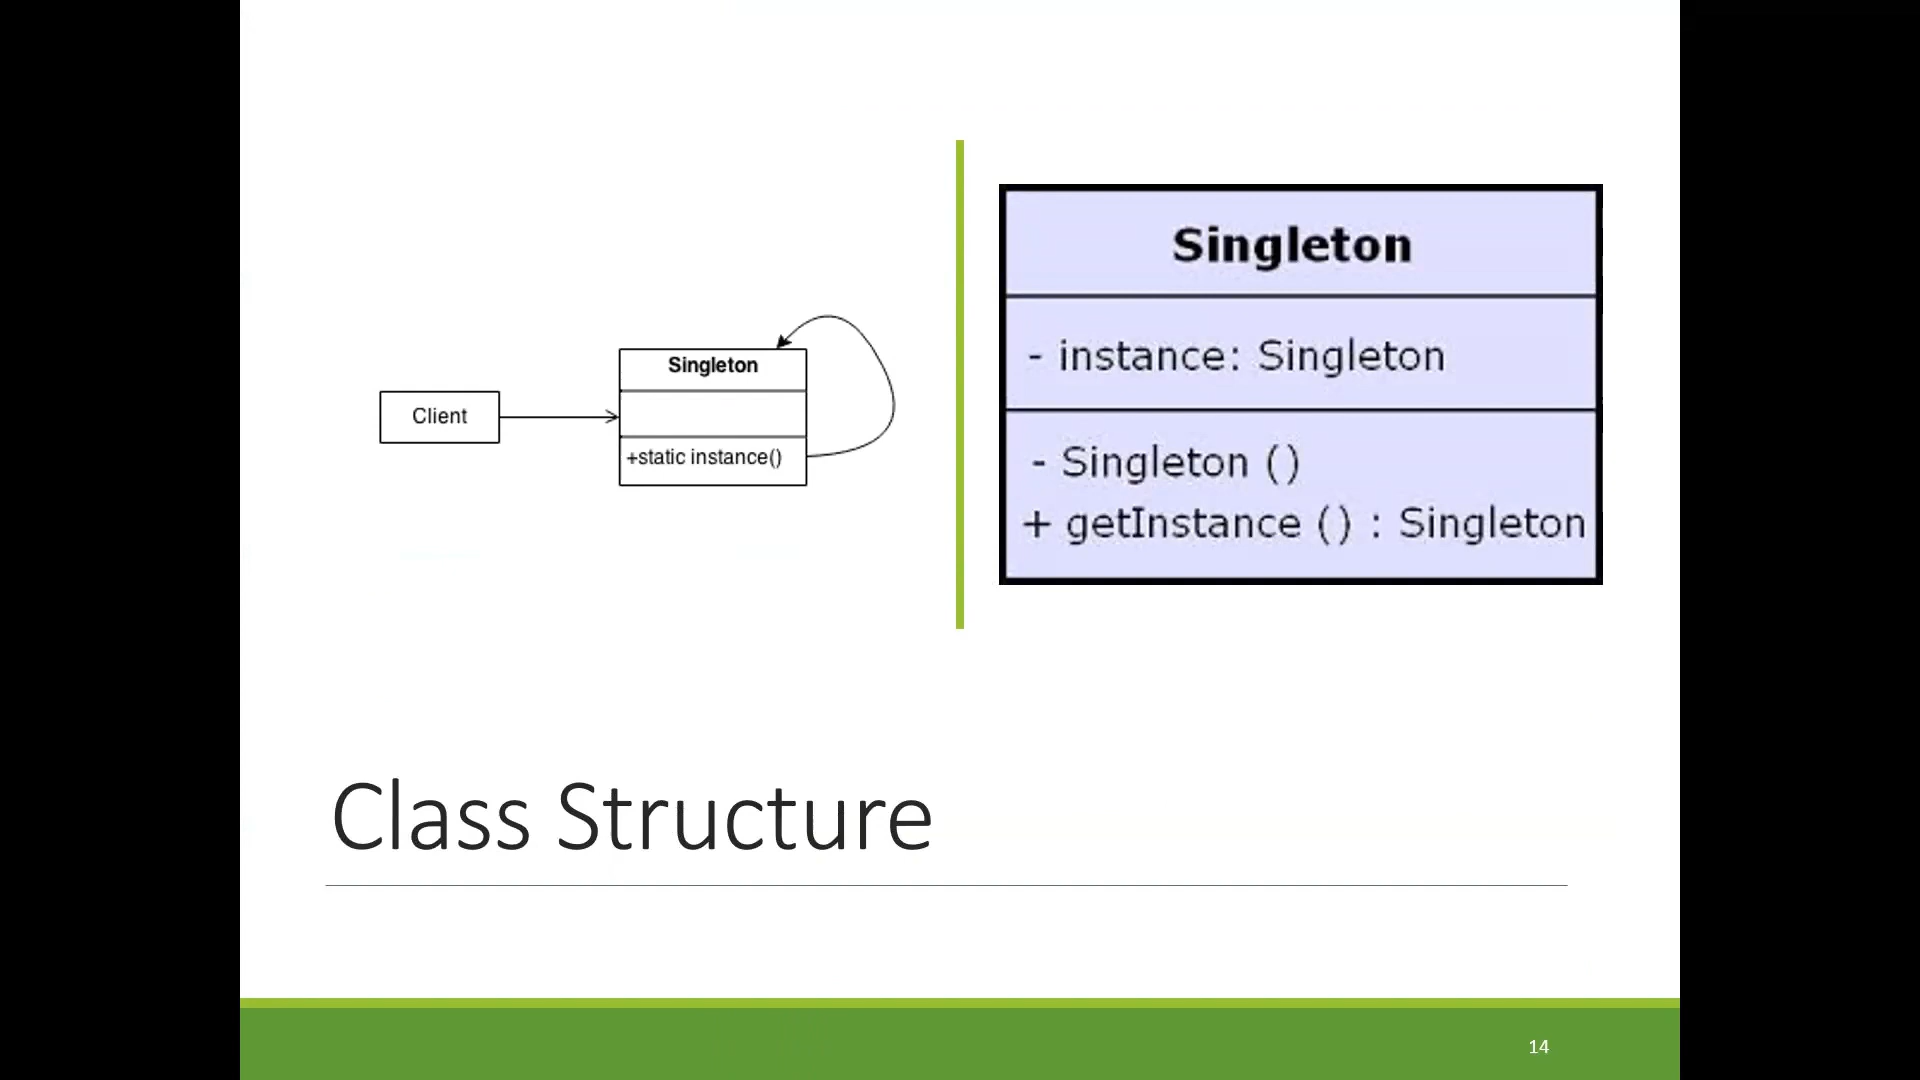 Client
Singleton
+static instance()
Singleton
- instance: Singleton
- Singleton ()
+ getInstance () : Singleton
Class Structure
14